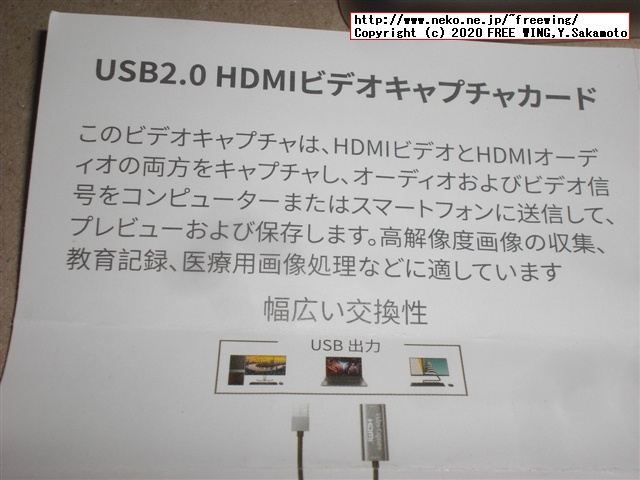 http://www.neko.ne.jp/~freewing/
Copyright (c) 2020 FREE WING,Y.Sakamoto
USB2.0 HDMIビデオキャプチャカード
このビデオキャプチャは、HDMIビデオとHDMIオーデ
ィオの両方をキャプチャし、オーディオおよびビデオ信
号をコンピューターまたはスマートフォンに送信して、
プレビューおよび保存します。高解像度画像の収集、
教育記録、医療用画像処理などに適しています
幅広い交換性
USB 出力
HDMI